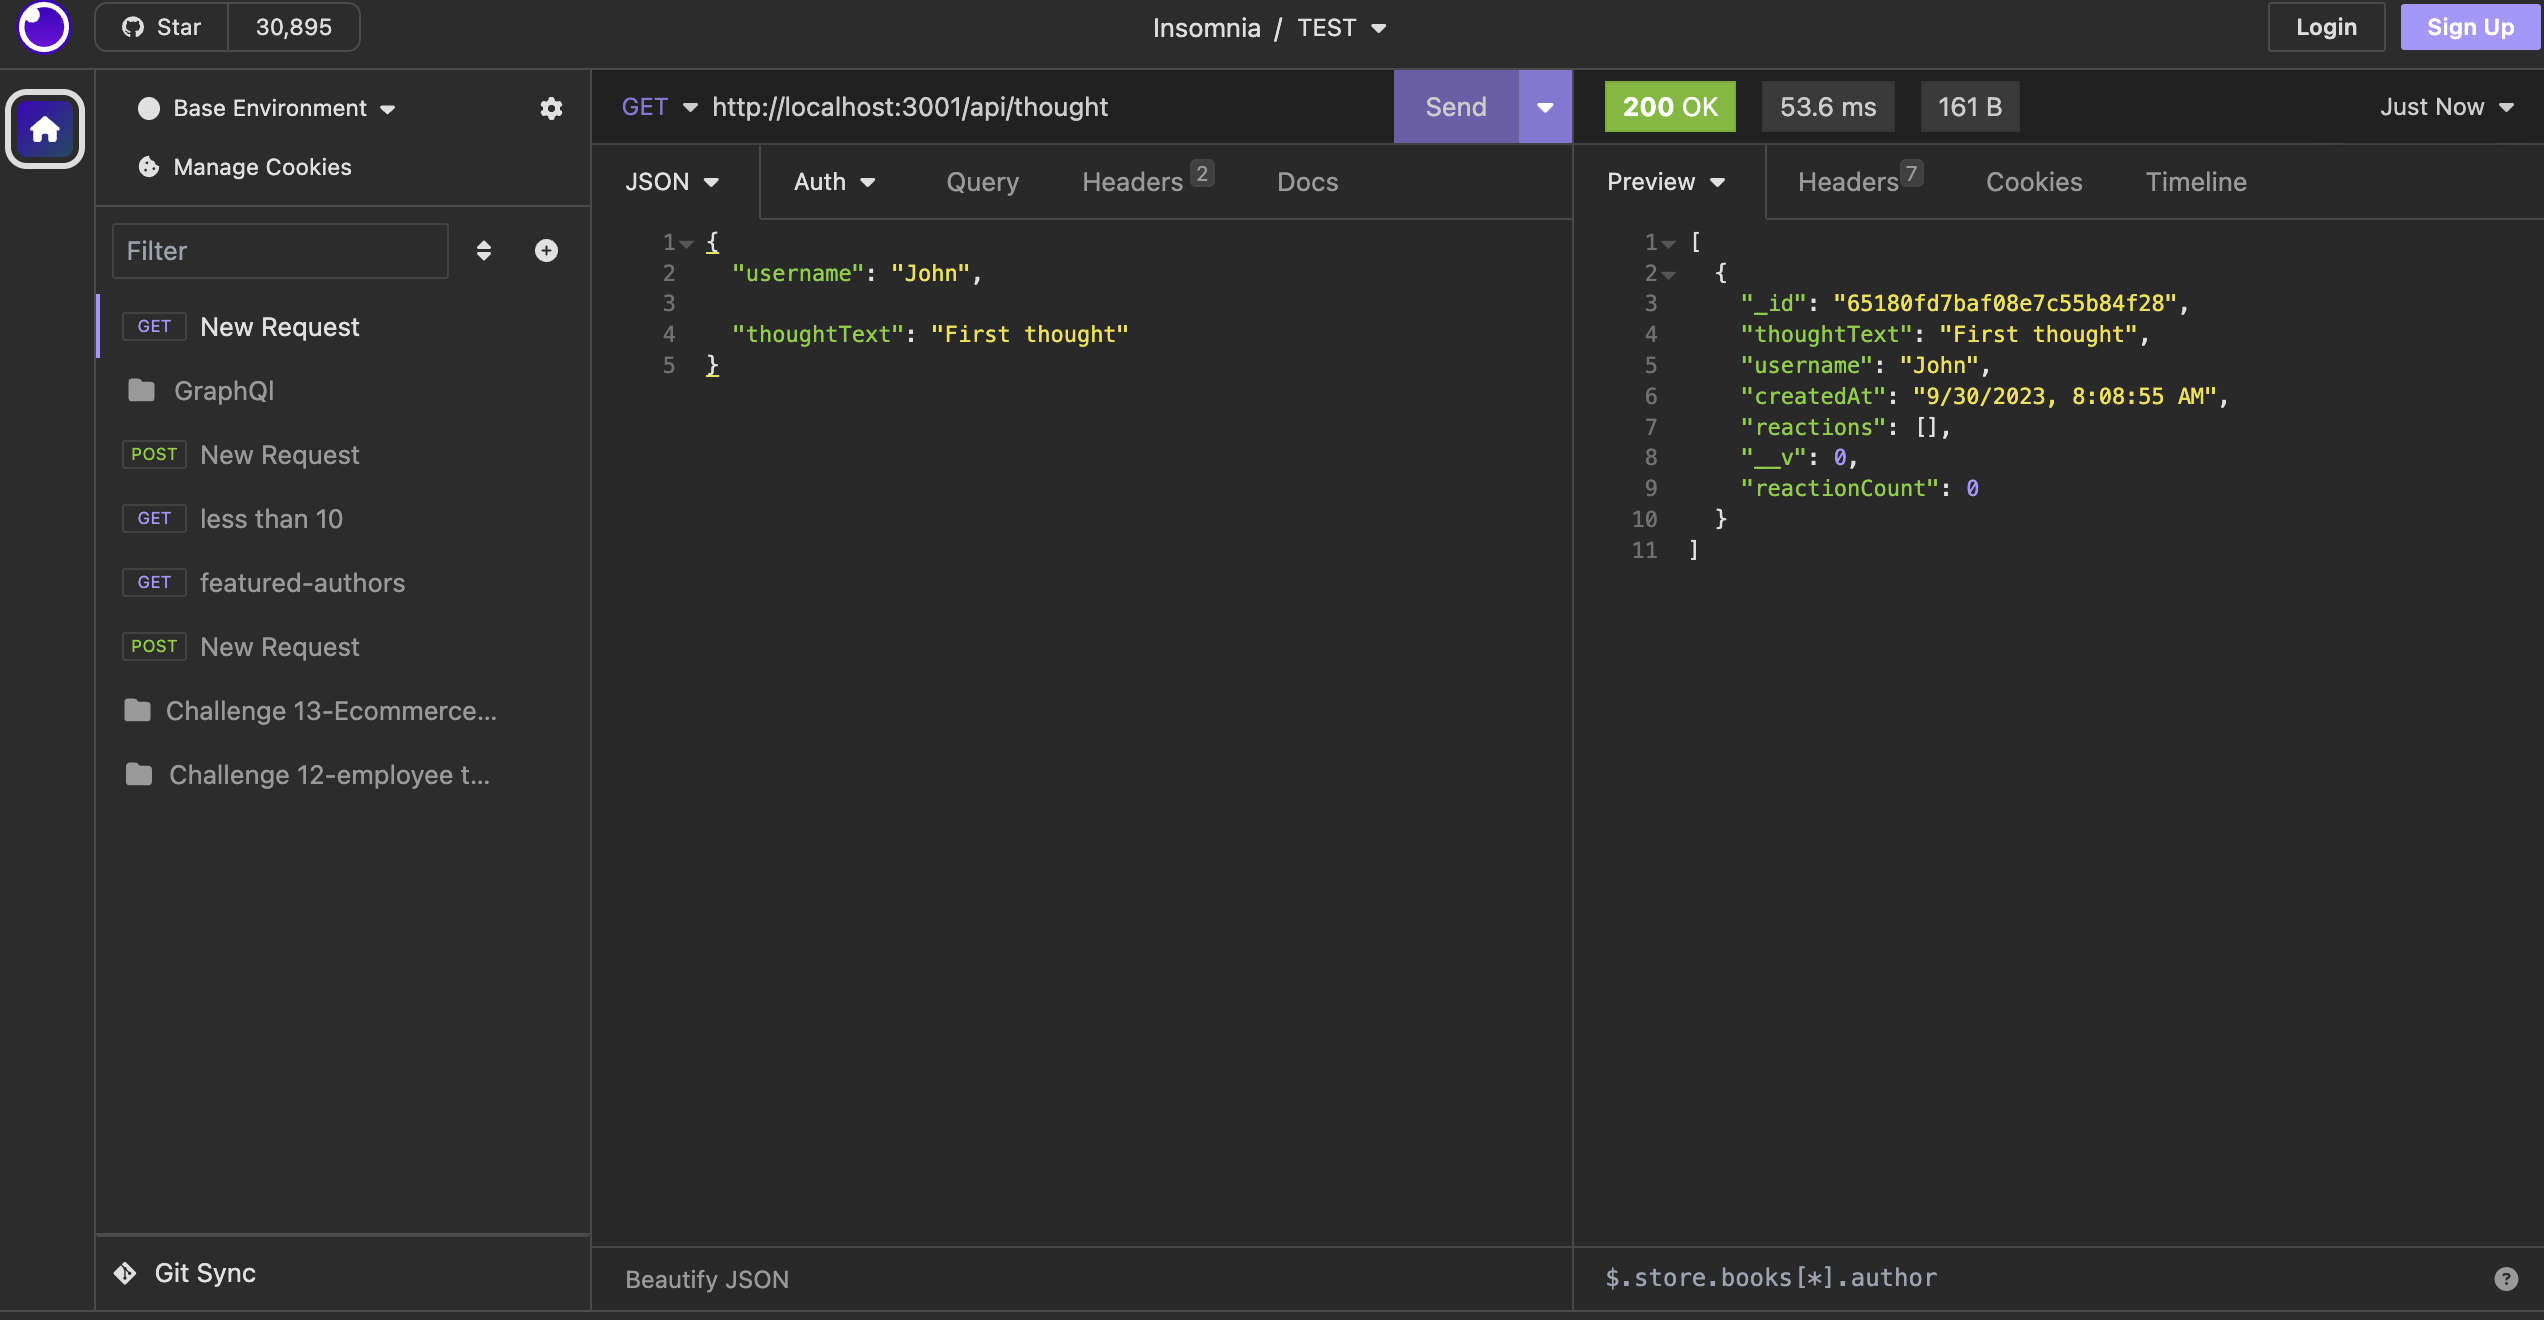 Star 30,895
Insomnia / TEST
Login
Sign Up
Base Environment
Manage Cookies
Filter
GET New Request
GraphQl
POST New Request
GET less than 10
GET featured-authors
POST New Request
Challenge 13-Ecommerce...
Challenge 12-employee t...
Git Sync
GET http://localhost:3001/api/thought
Send
JSON Auth Query Headers 2 Docs
1 {
2 "username": "John",
3
4 "thoughtText": "First thought"
5 }
Beautify JSON
200 OK 53.6 ms 161 B Just Now
Preview Headers 7 Cookies Timeline
1 [
2 {
3 "_id": "65180fd7baf08e7c55b84f28",
4 "thoughtText": "First thought",
5 "username": "John",
6 "createdAt": "9/30/2023, 8:08:55 AM",
7 "reactions": [],
8 "__v": 0,
9 "reactionCount": 0
10 }
11 ]
$.store.books[*].author
?